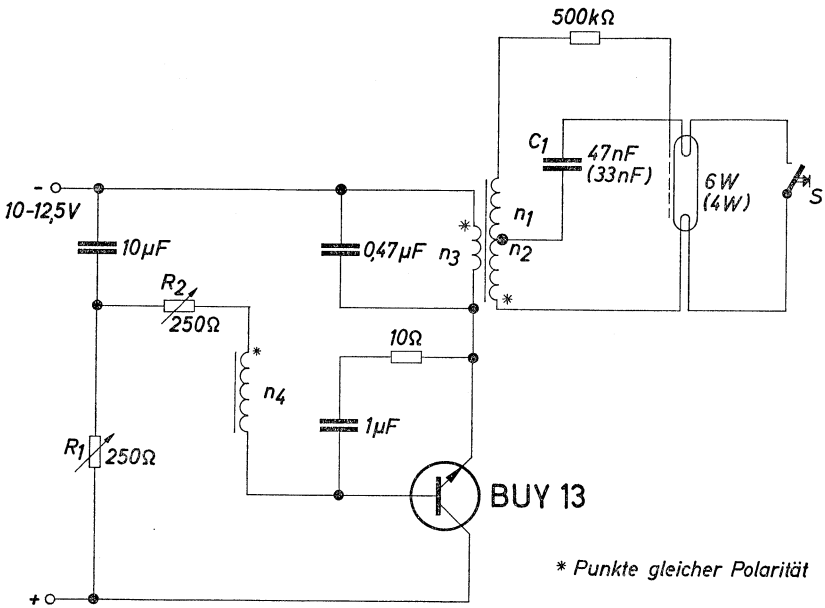 500kΩ
C1
47nF
(33nF)
6W
(4W)
S
-
10-12,5V
10µF
0,47µF
*
n3
n1
n2
*
R2
250Ω
*
n4
10Ω
1µF
R1
250Ω
BUY 13
+
* Punkte gleicher Polarität